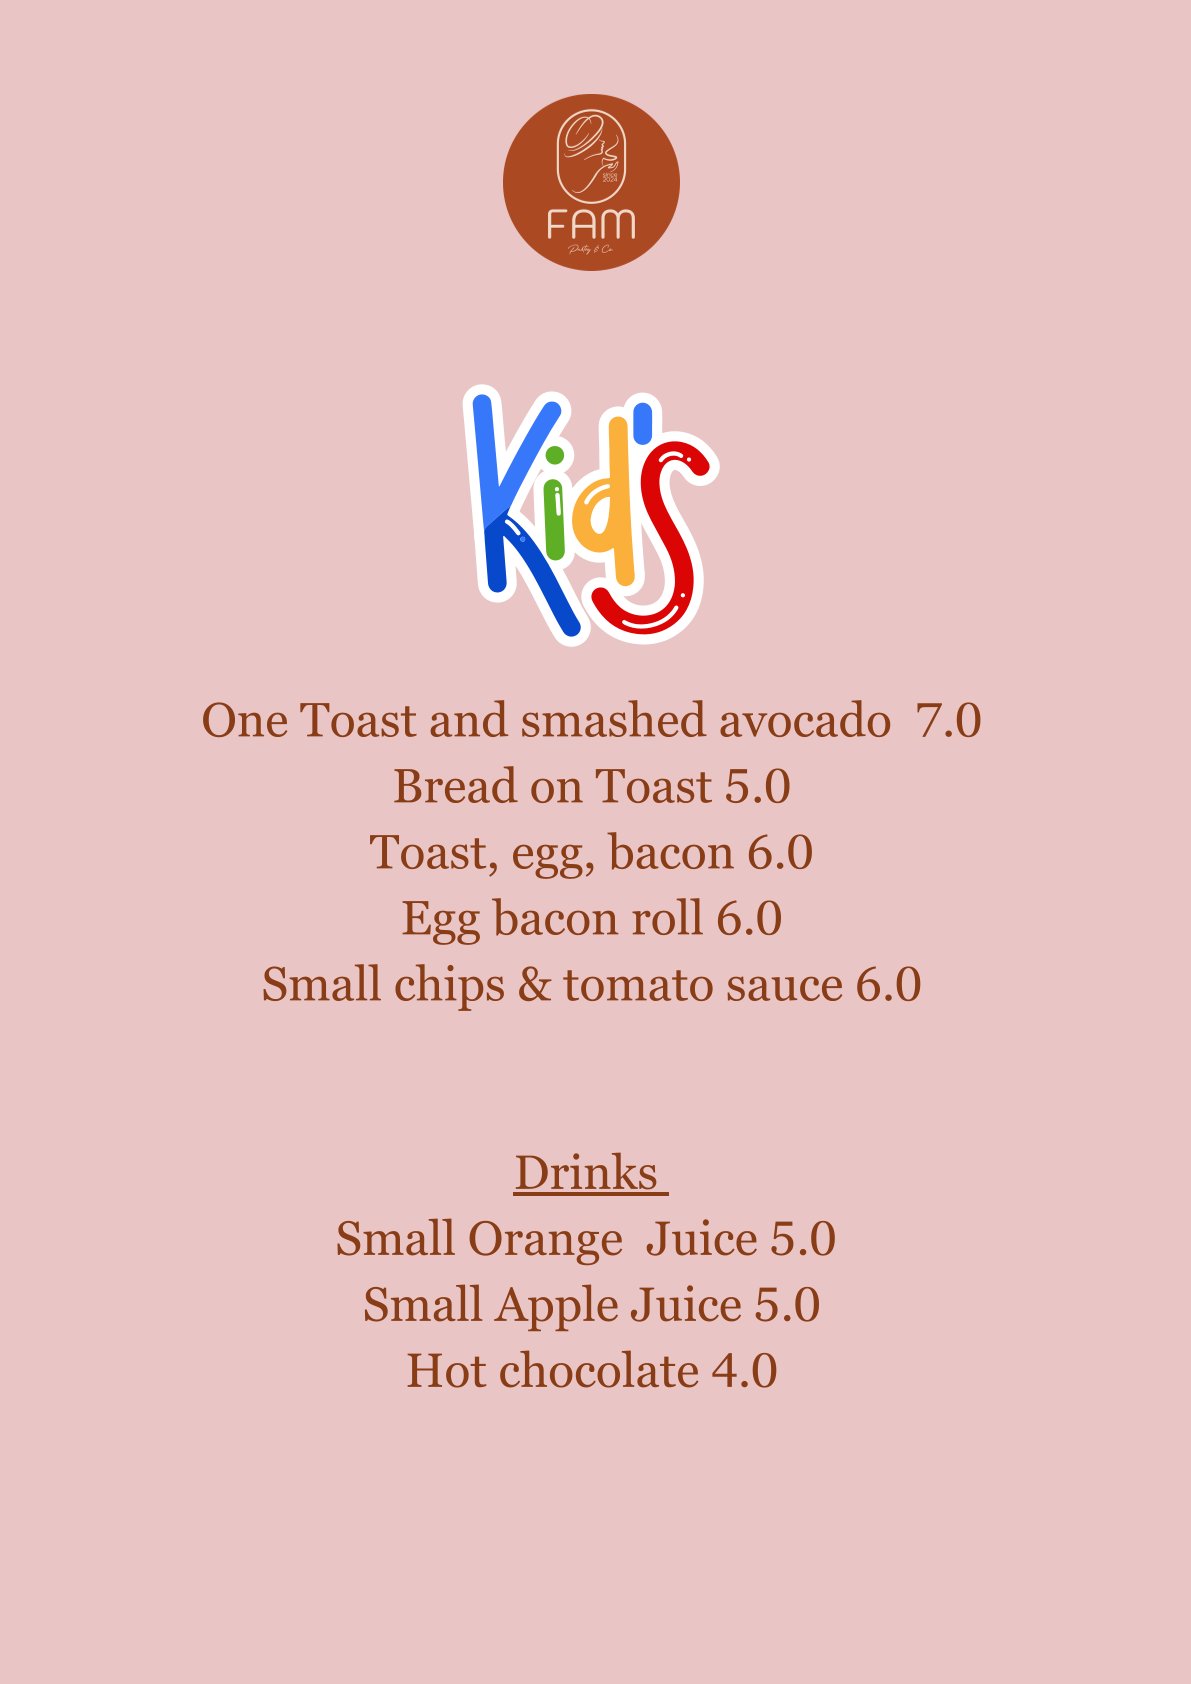 SINCE
2024
FAM
Pastry & Co
Kid's
One Toast and smashed avocado  7.0
Bread on Toast 5.0
Toast, egg, bacon 6.0
Egg bacon roll 6.0
Small chips & tomato sauce 6.0
Drinks
Small Orange  Juice 5.0
Small Apple Juice 5.0
Hot chocolate 4.0